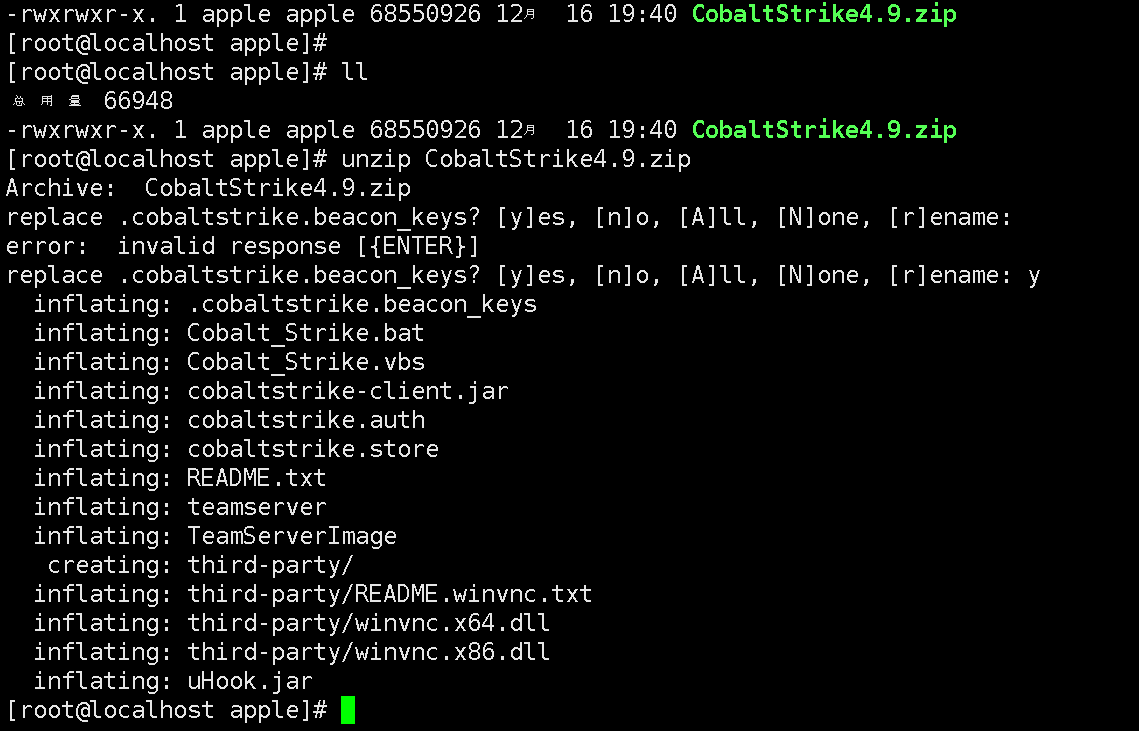 -rwxrwxr-x. 1 apple apple 68550926 12月  16 19:40 CobaltStrike4.9.zip
[root@localhost apple]#
[root@localhost apple]# ll
总用量 66948
-rwxrwxr-x. 1 apple apple 68550926 12月  16 19:40 CobaltStrike4.9.zip
[root@localhost apple]# unzip CobaltStrike4.9.zip
Archive:  CobaltStrike4.9.zip
replace .cobaltstrike.beacon_keys? [y]es, [n]o, [A]ll, [N]one, [r]ename:
error:  invalid response [{ENTER}]
replace .cobaltstrike.beacon_keys? [y]es, [n]o, [A]ll, [N]one, [r]ename: y
  inflating: .cobaltstrike.beacon_keys
  inflating: Cobalt_Strike.bat
  inflating: Cobalt_Strike.vbs
  inflating: cobaltstrike-client.jar
  inflating: cobaltstrike.auth
  inflating: cobaltstrike.store
  inflating: README.txt
  inflating: teamserver
  inflating: TeamServerImage
   creating: third-party/
  inflating: third-party/README.winvnc.txt
  inflating: third-party/winvnc.x64.dll
  inflating: third-party/winvnc.x86.dll
  inflating: uHook.jar
[root@localhost apple]#